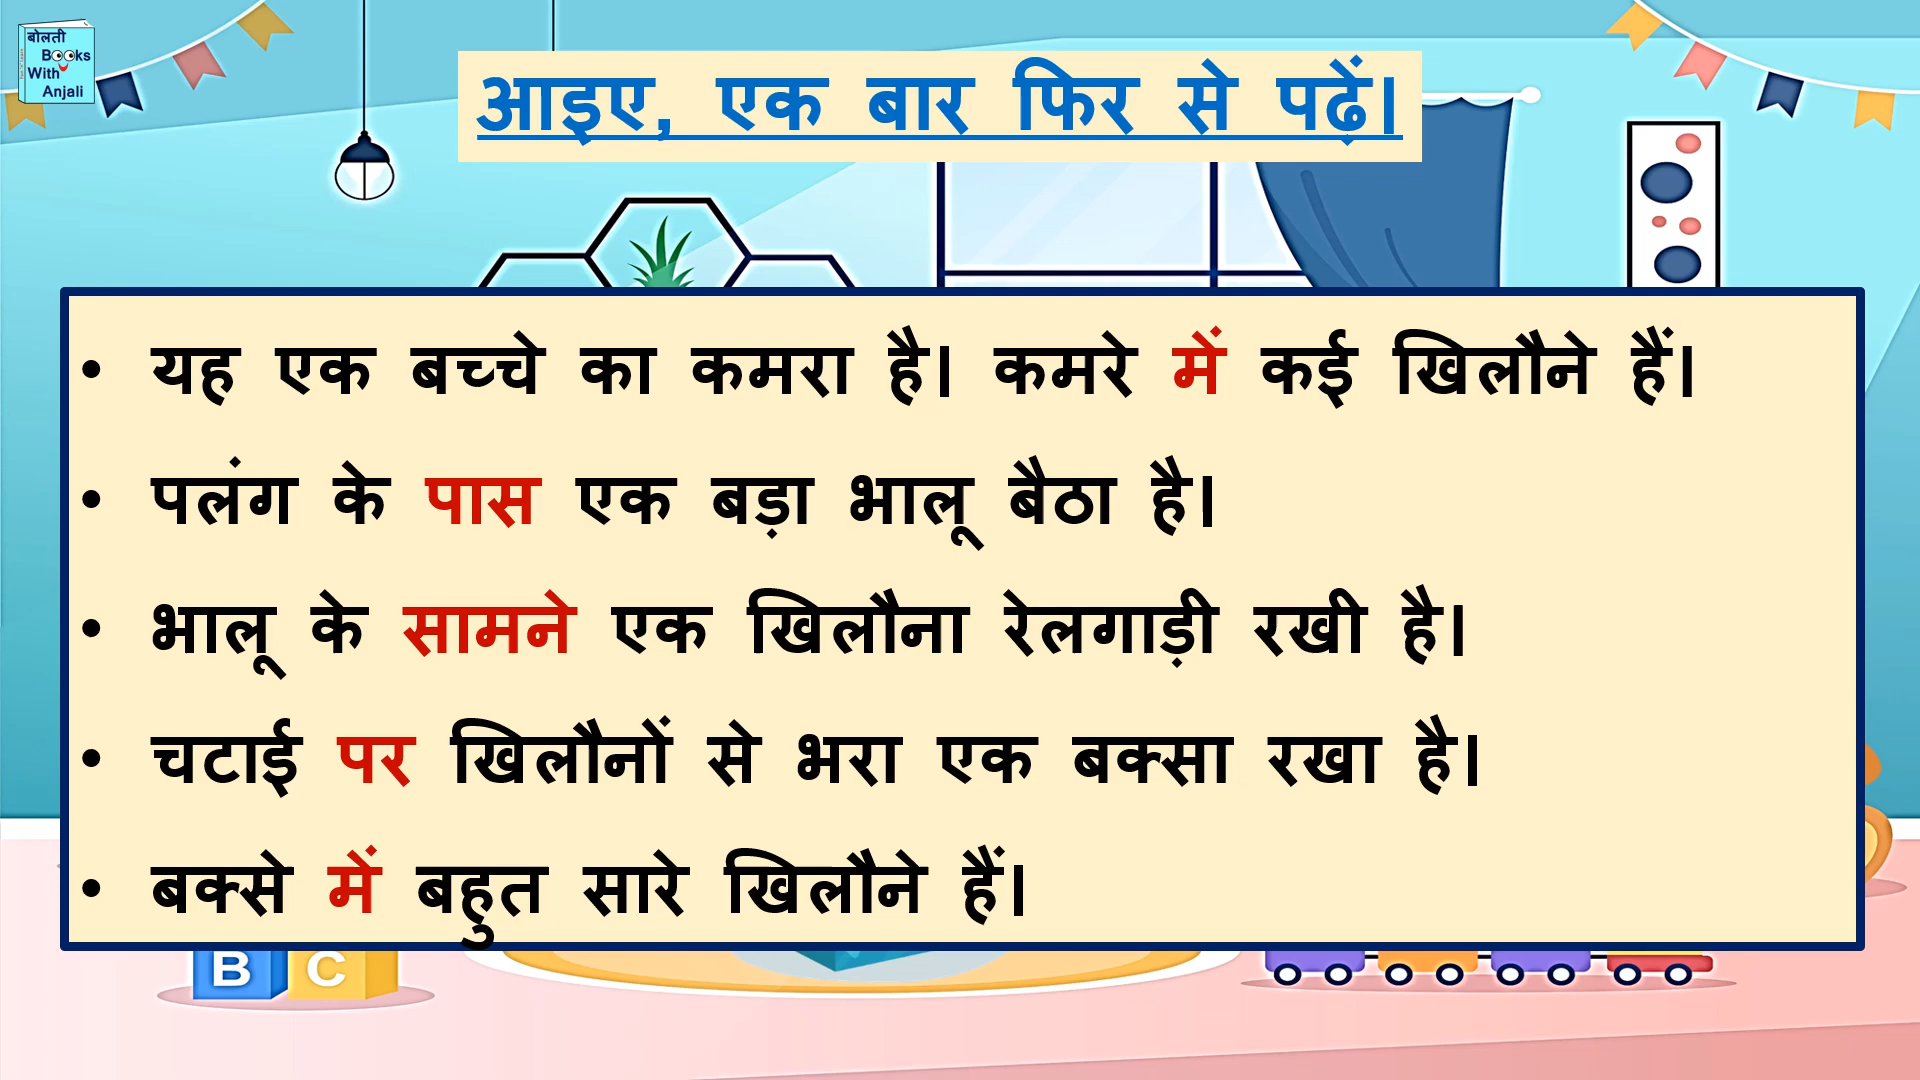 बोलती
Books
With
Anjali
आइए, एक बार फिर से पढ़ें।
• यह एक बच्चे का कमरा है। कमरे में कई खिलौने हैं।
• पलंग के पास एक बड़ा भालू बैठा है।
• भालू के सामने एक खिलौना रेलगाड़ी रखी है।
• चटाई पर खिलौनों से भरा एक बक्सा रखा है।
• बक्से में बहुत सारे खिलौने हैं।
B C